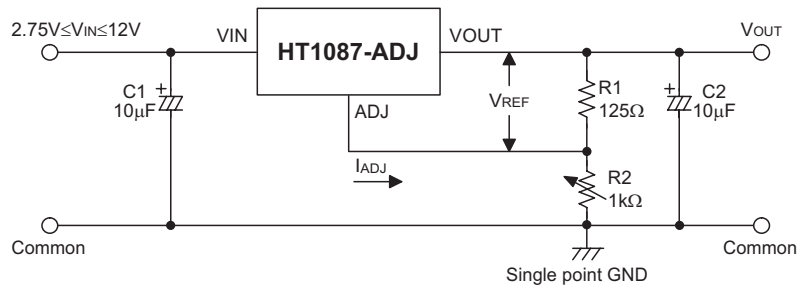 2.75V≤VIN≤12V
VIN
HT1087-ADJ
VOUT
VOUT
C1
10μF
+
ADJ
VREF
R1
125Ω
+
C2
10μF
IADJ
R2
1kΩ
Common
Common
Single point GND